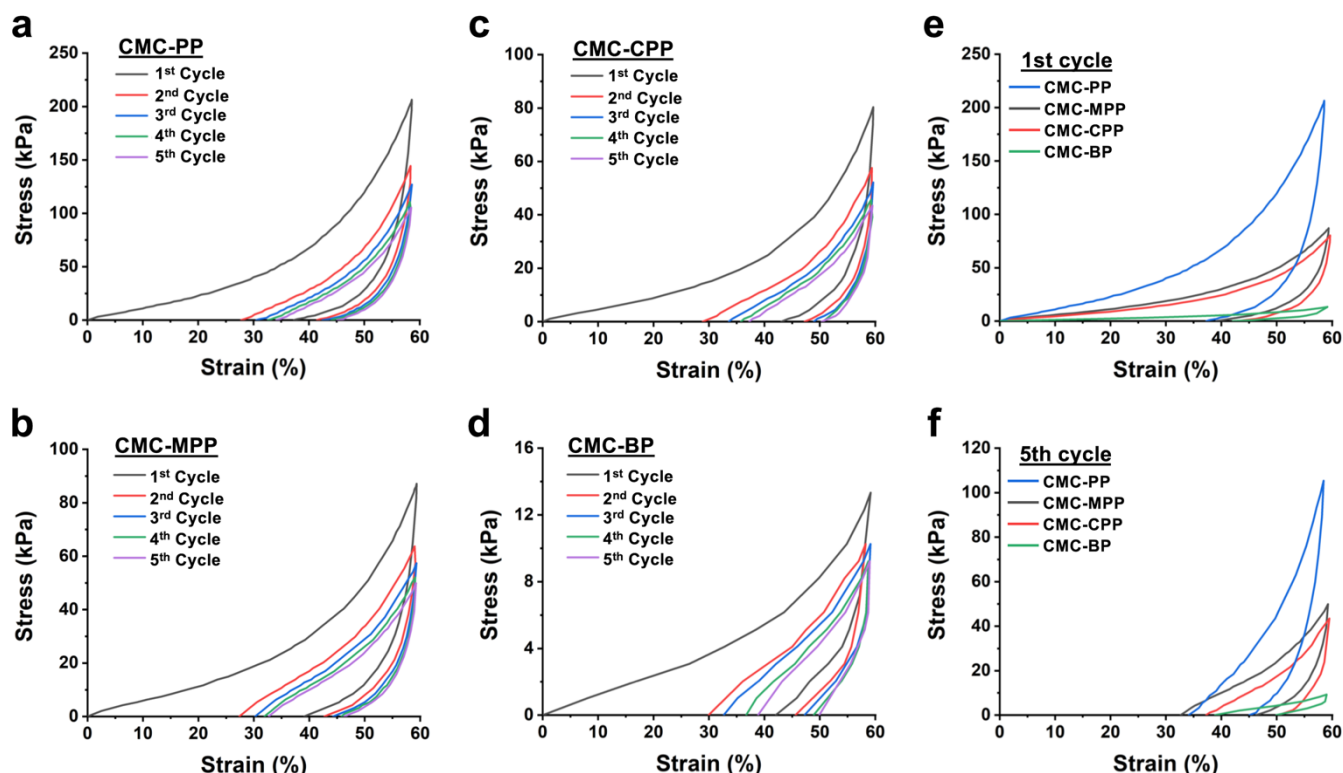 a
CMC-PP
1st Cycle
2nd Cycle
3rd Cycle
4th Cycle
5th Cycle
250
200
150
100
50
0
Stress (kPa)
0 10 20 30 40 50 60
Strain (%)
c
CMC-CPP
1st Cycle
2nd Cycle
3rd Cycle
4th Cycle
5th Cycle
100
80
60
40
20
0
Stress (kPa)
0 10 20 30 40 50 60
Strain (%)
e
1st cycle
CMC-PP
CMC-MPP
CMC-CPP
CMC-BP
250
200
150
100
50
0
Stress (kPa)
0 10 20 30 40 50 60
Strain (%)
b
CMC-MPP
1st Cycle
2nd Cycle
3rd Cycle
4th Cycle
5th Cycle
100
80
60
40
20
0
Stress (kPa)
0 10 20 30 40 50 60
Strain (%)
d
CMC-BP
1st Cycle
2nd Cycle
3rd Cycle
4th Cycle
5th Cycle
16
12
8
4
0
Stress (kPa)
0 10 20 30 40 50 60
Strain (%)
f
5th cycle
CMC-PP
CMC-MPP
CMC-CPP
CMC-BP
120
100
80
60
40
20
0
Stress (kPa)
0 10 20 30 40 50 60
Strain (%)